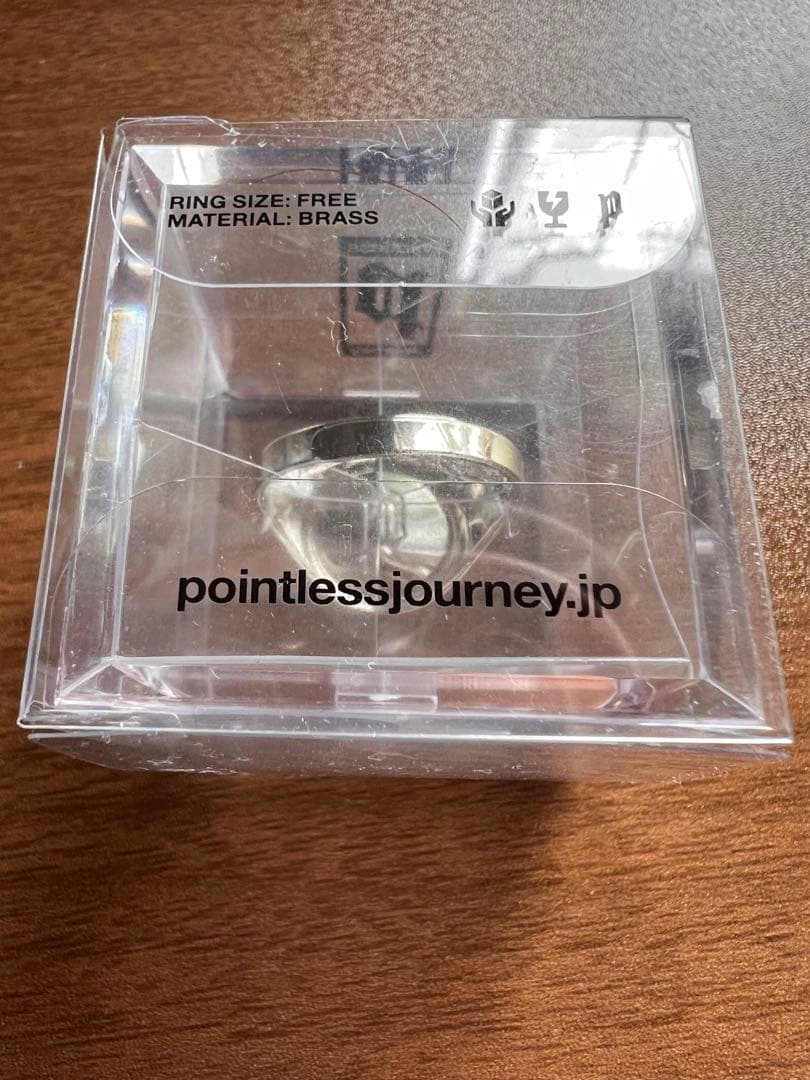 RING SIZE: FREE
MATERIAL: BRASS
p
pointlessjourney.jp